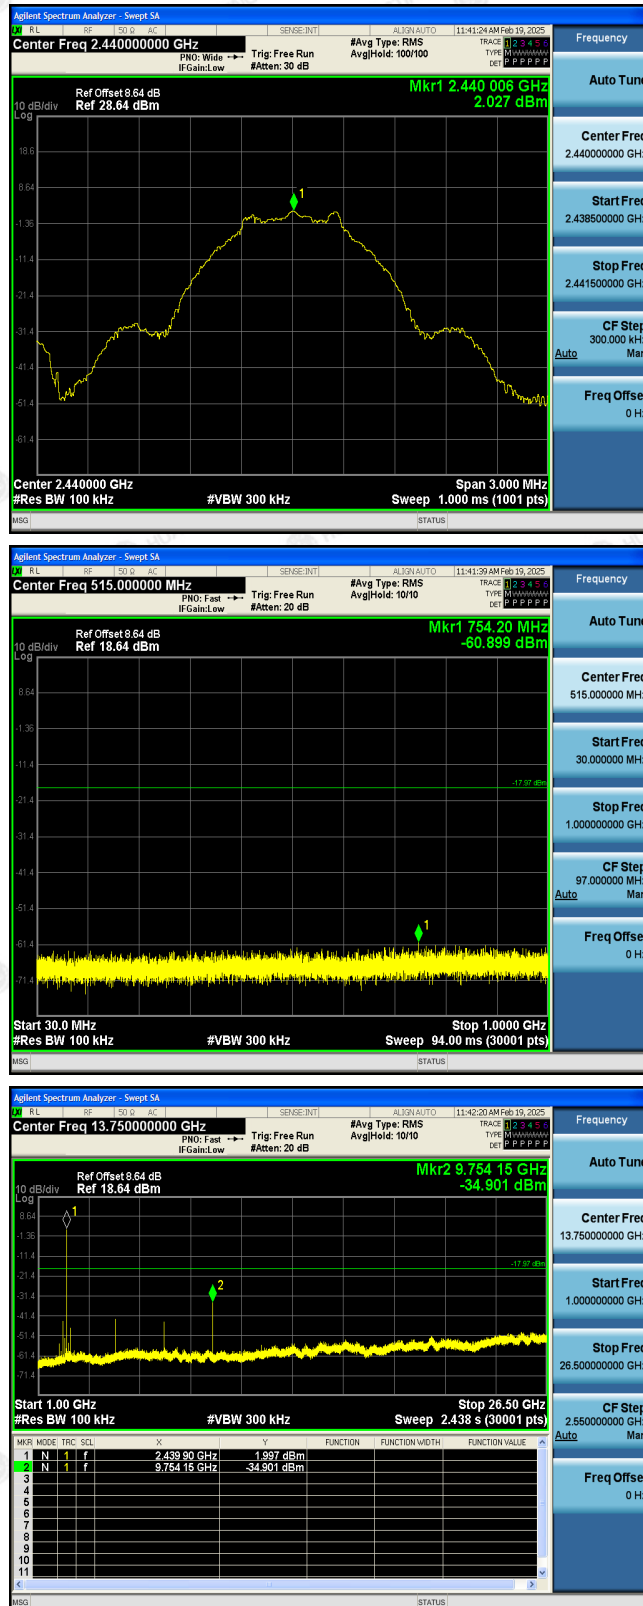 Agilent Spectrum Analyzer - Swept SA
LXI RL RF 50 Ω AC SENSE:INT ALIGN AUTO 11:41:24 AM Feb 19, 2025
Center Freq 2.440000000 GHz
PNO: Wide
IFGain:Low
Trig: Free Run
#Atten: 30 dB
#Avg Type: RMS
Avg|Hold: 100/100
TRACE 1 2 3 4 5 6
TYPE M
DET P P P P P P
Mkr1 2.440 006 GHz
2.027 dBm
Ref Offset 8.64 dB
10 dB/div Ref 28.64 dBm
Log
18.6
8.64
-1.36
-11.4
-21.4
-31.4
-41.4
-51.4
-61.4
1
Center 2.440000 GHz Span 3.000 MHz
#Res BW 100 kHz #VBW 300 kHz Sweep 1.000 ms (1001 pts)
MSG STATUS
Frequency
Auto Tune
Center Freq
2.440000000 GHz
Start Freq
2.438500000 GHz
Stop Freq
2.441500000 GHz
CF Step
300.000 kHz
Auto Man
Freq Offset
0 Hz
Agilent Spectrum Analyzer - Swept SA
LXI RL RF 50 Ω AC SENSE:INT ALIGN AUTO 11:41:39 AM Feb 19, 2025
Center Freq 515.000000 MHz
PNO: Fast
IFGain:Low
Trig: Free Run
#Atten: 20 dB
#Avg Type: RMS
Avg|Hold: 10/10
TRACE 1 2 3 4 5 6
TYPE M
DET P P P P P P
Mkr1 754.20 MHz
-60.899 dBm
Ref Offset 8.64 dB
10 dB/div Ref 18.64 dBm
Log
8.64
-1.36
-11.4
-21.4
-31.4
-41.4
-51.4
-61.4
-71.4
-17.97 dBm
1
Start 30.0 MHz Stop 1.0000 GHz
#Res BW 100 kHz #VBW 300 kHz Sweep 94.00 ms (30001 pts)
MSG STATUS
Frequency
Auto Tune
Center Freq
515.000000 MHz
Start Freq
30.000000 MHz
Stop Freq
1.000000000 GHz
CF Step
97.000000 MHz
Auto Man
Freq Offset
0 Hz
Agilent Spectrum Analyzer - Swept SA
LXI RL RF 50 Ω AC SENSE:INT ALIGN AUTO 11:42:20 AM Feb 19, 2025
Center Freq 13.750000000 GHz
PNO: Fast
IFGain:Low
Trig: Free Run
#Atten: 20 dB
#Avg Type: RMS
Avg|Hold: 10/10
TRACE 1 2 3 4 5 6
TYPE M
DET P P P P P P
Mkr2 9.754 15 GHz
-34.901 dBm
Ref Offset 8.64 dB
10 dB/div Ref 18.64 dBm
Log
8.64
-1.36
-11.4
-21.4
-31.4
-41.4
-51.4
-61.4
-71.4
-17.97 dBm
1
2
Start 1.00 GHz Stop 26.50 GHz
#Res BW 100 kHz #VBW 300 kHz Sweep 2.438 s (30001 pts)
MKR MODE TRC SCL X Y FUNCTION FUNCTION WIDTH FUNCTION VALUE
1 N 1 f 2.439 90 GHz 1.997 dBm
2 N 1 f 9.754 15 GHz -34.901 dBm
3
4
5
6
7
8
9
10
11
MSG STATUS
Frequency
Auto Tune
Center Freq
13.750000000 GHz
Start Freq
1.000000000 GHz
Stop Freq
26.500000000 GHz
CF Step
2.550000000 GHz
Auto Man
Freq Offset
0 Hz